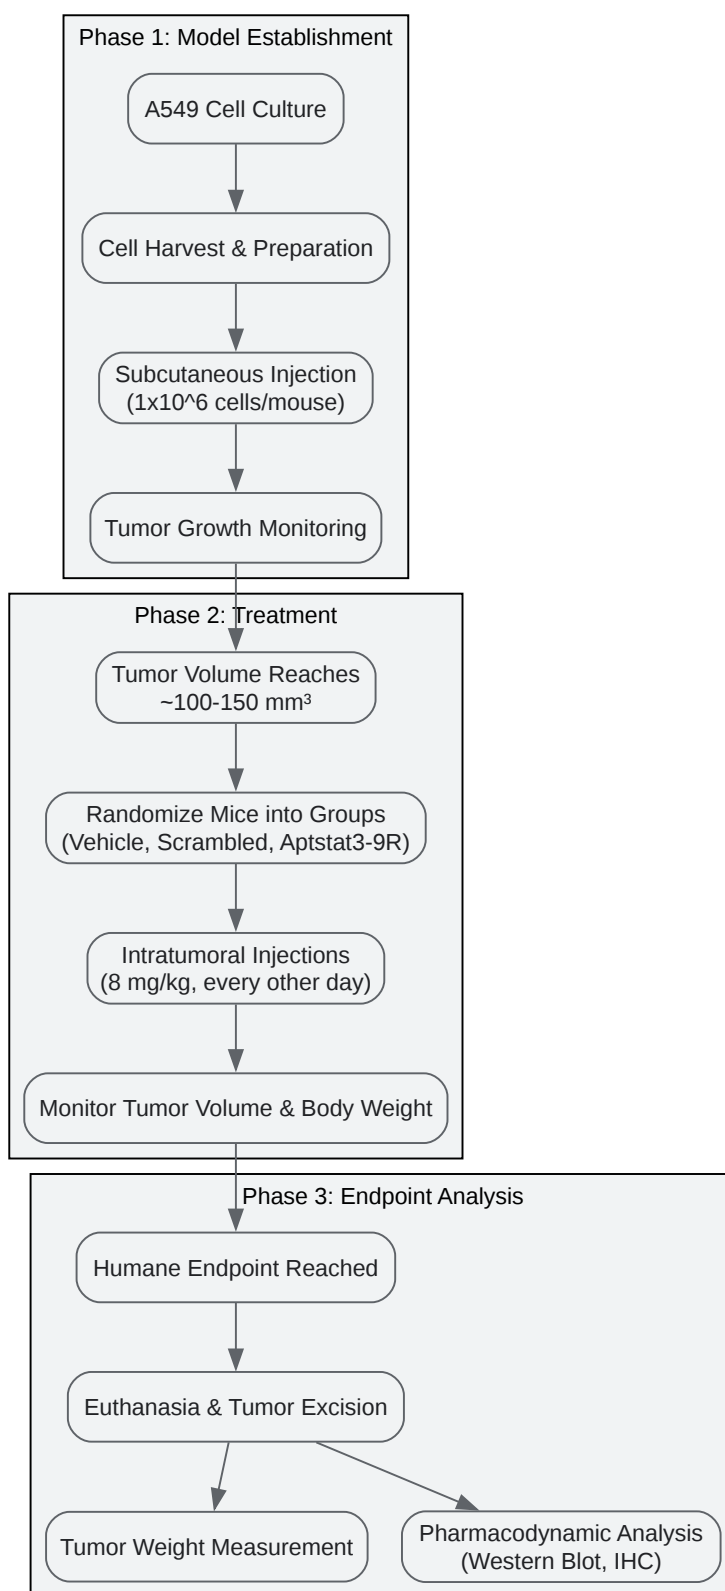 Phase 1: Model Establishment
A549 Cell Culture
Cell Harvest & Preparation
Subcutaneous Injection
(1x10^6 cells/mouse)
Tumor Growth Monitoring
Phase 2: Treatment
Tumor Volume Reaches
~100-150 mm³
Randomize Mice into Groups
(Vehicle, Scrambled, Aptstat3-9R)
Intratumoral Injections
(8 mg/kg, every other day)
Monitor Tumor Volume & Body Weight
Phase 3: Endpoint Analysis
Humane Endpoint Reached
Euthanasia & Tumor Excision
Tumor Weight Measurement
Pharmacodynamic Analysis
(Western Blot, IHC)